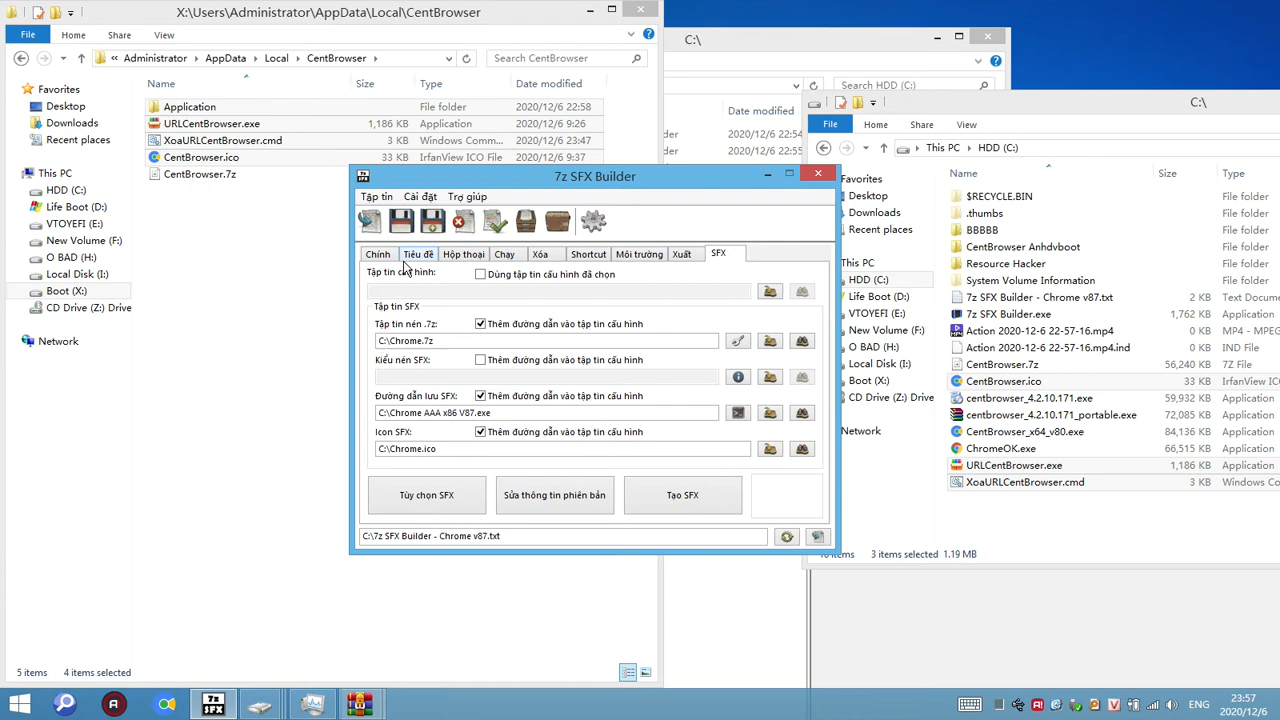 X:\Users\Administrator\AppData\Local\CentBrowser
File Home Share View
Administrator Local AppData CentBrowser
Search CentBrowser
Name Size Type Date modified
Favorites
Desktop
Downloads
Recent places
This PC
HDD (C:)
Life Boot (D:)
VTOYEFI (E:)
New Volume (F:)
O BAD (H:)
Local Disk (I:)
Boot (X:)
CD Drive (Z:) Drive
Network
Application File folder 2020/12/6 22:58
URLCentBrowser.exe 1,186 KB Application 2020/12/6 9:26
XoaURLCentBrowser.cmd 3 KB Windows Comm... 2020/12/6 23:47
CentBrowser.ico 33 KB IrfanView ICO File 2020/12/6 9:37
CentBrowser.7z
5 items 4 items selected
C:\
Search HDD (C:)
Date modified
2020/12/6 22:54
7z SFX Builder
Tập tin Cài đặt Trợ giúp
Chính Tiêu đề Hộp thoại Chạy Xóa Shortcut Môi trường Xuất SFX
Dùng tập tin cấu hình đã chọn
Tập tin SFX
Tập tin nén .7z: Thêm đường dẫn vào tập tin cấu hình
C:\Chrome.7z
Kiểu nén SFX: Thêm đường dẫn vào tập tin cấu hình
Đường dẫn lưu SFX: Thêm đường dẫn vào tập tin cấu hình
C:\Chrome AAA x86 V87.exe
Icon SFX: Thêm đường dẫn vào tập tin cấu hình
C:\Chrome.ico
Tùy chọn SFX Sửa thông tin phiên bản Tạo SFX
C:\7z SFX Builder - Chrome v87.txt
C:\
File Home Share View
This PC HDD (C:)
Favorites
Desktop
Downloads
Recent places
This PC
HDD (C:)
Life Boot (D:)
VTOYEFI (E:)
New Volume (F:)
O BAD (H:)
Local Disk (I:)
Boot (X:)
CD Drive (Z:) Drive
Network
Name Size Type
$RECYCLE.BIN File folder
.thumbs File folder
BBBBB File folder
CentBrowser Anhdvboot File folder
Resource Hacker File folder
System Volume Information File folder
7z SFX Builder - Chrome v87.txt 2 KB Text Docume
7z SFX Builder.exe 1,762 KB Application
Action 2020-12-6 22-57-16.mp4 MP4 - MPEG
Action 2020-12-6 22-57-16.mp4.ind IND File
CentBrowser.7z 56,240 KB 7Z File
CentBrowser.ico 33 KB IrfanView ICO
centbrowser_4.2.10.171.exe 59,932 KB Application
centbrowser_4.2.10.171_portable.exe 72,085 KB Application
CentBrowser_x64_v80.exe Application
ChromeOK.exe 66,515 KB Application
URLCentBrowser.exe 1,186 KB Application
XoaURLCentBrowser.cmd 3 KB Windows Co
3 items selected 1.19 MB
ENG
23:57
2020/12/6